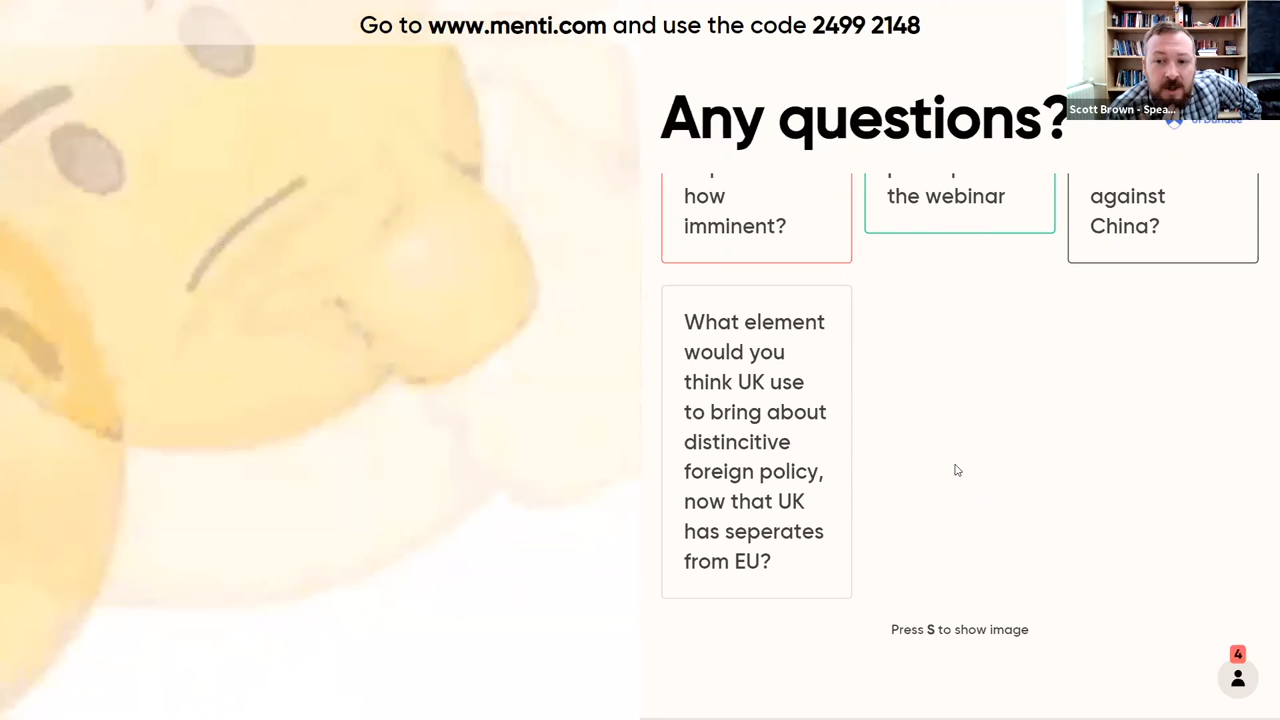 Go to www.menti.com and use the code 2499 2148
Scott Brown - Spea...
Any questions?
how
imminent?
the webinar
against
China?
What element
would you
think UK use
to bring about
distincitive
foreign policy,
now that UK
has seperates
from EU?
Press S to show image
4